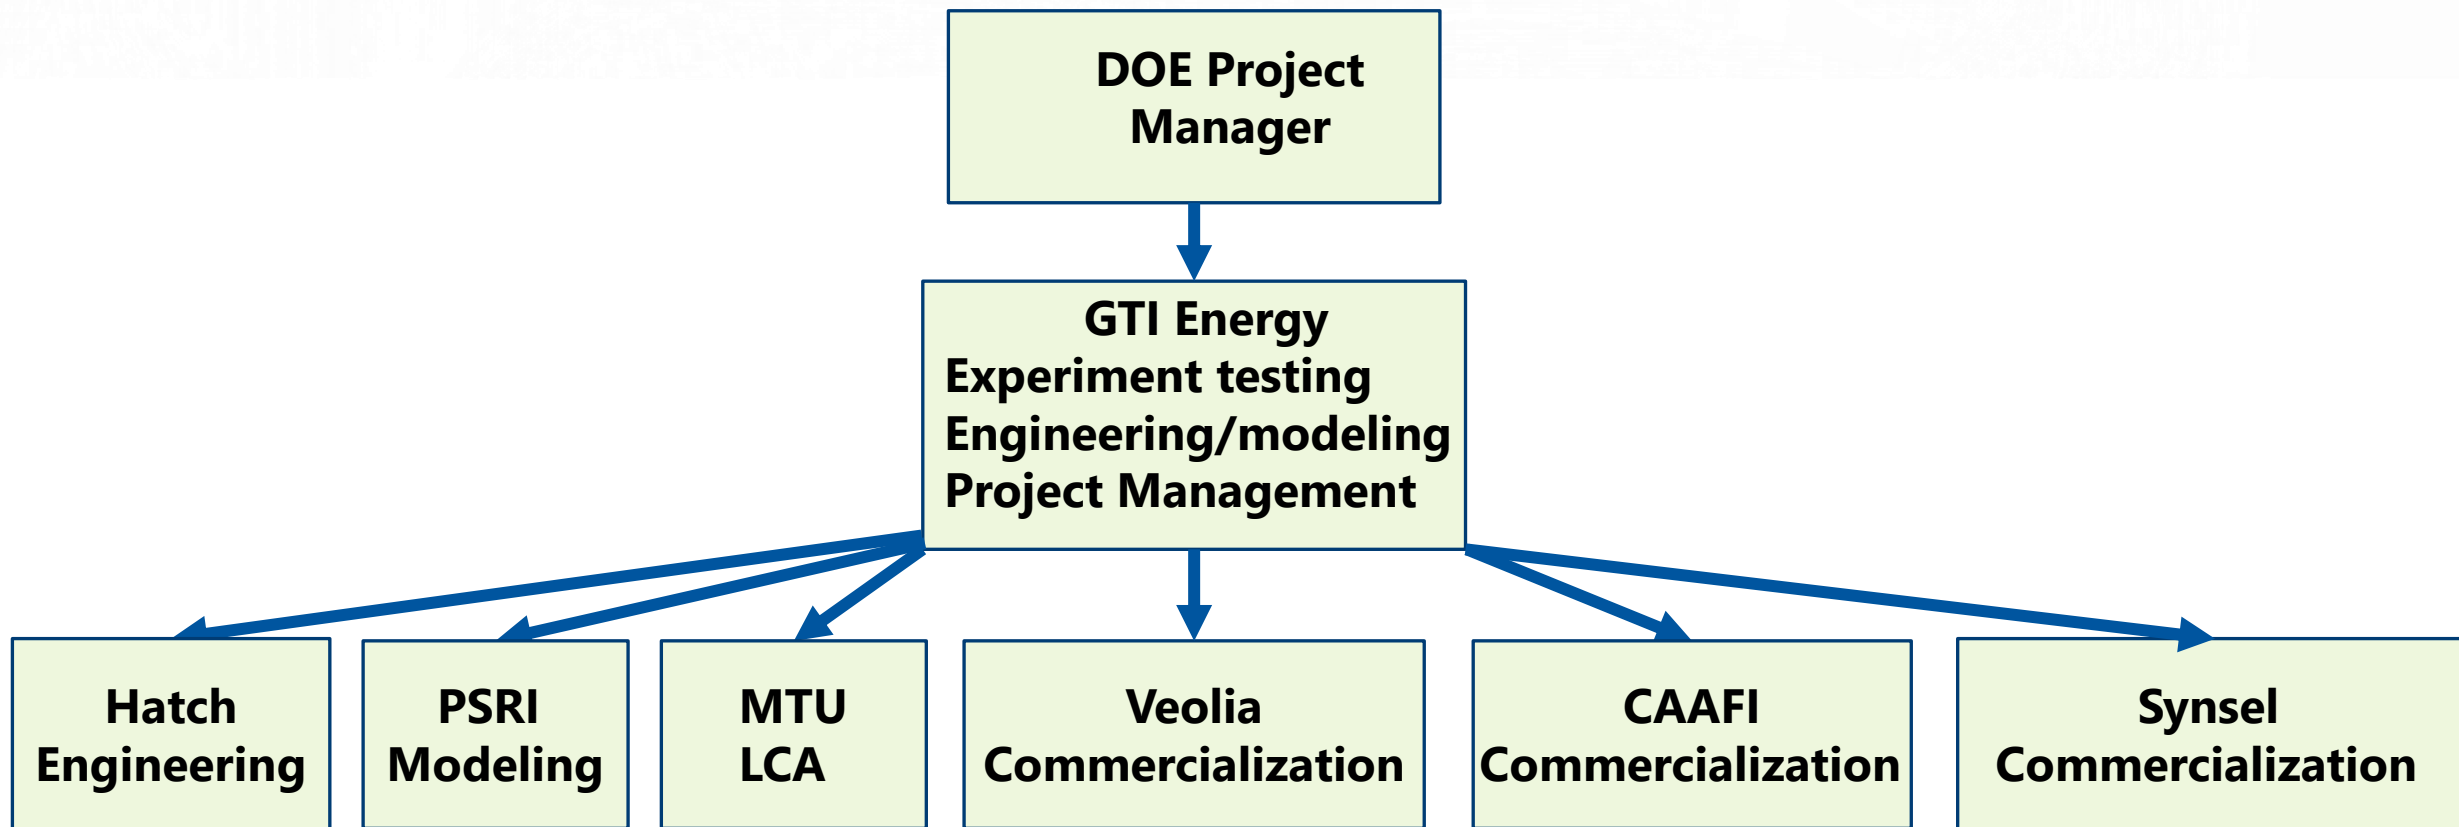 DOE Project
Manager
GTI Energy
Experiment testing
Engineering/modeling
Project Management
Hatch
Engineering
PSRI
Modeling
MTU
LCA
Veolia
Commercialization
CAAFI
Commercialization
Synsel
Commercialization